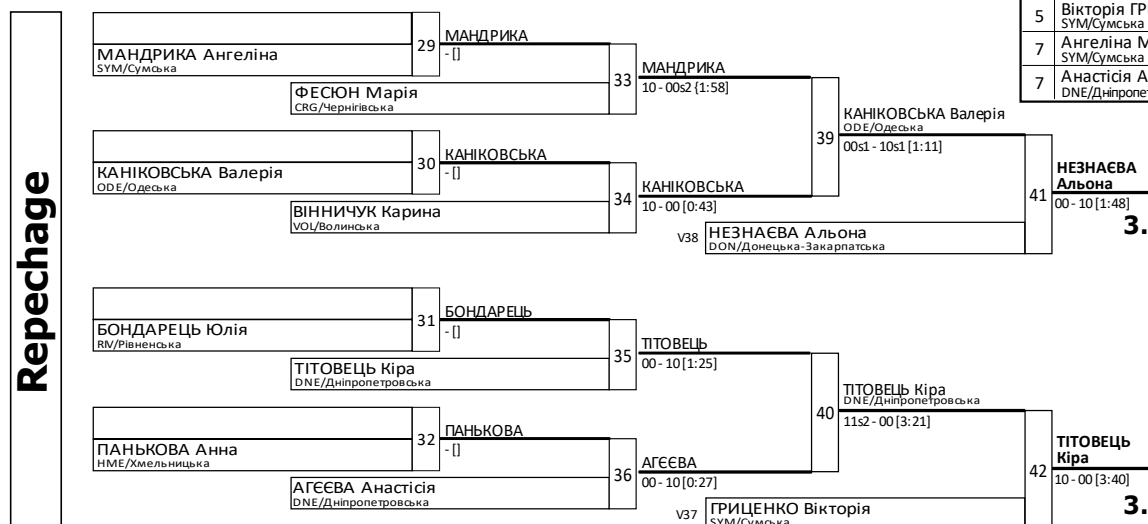 Repechage
МАНДРИКА Ангеліна
SYM/Сумська
29
МАНДРИКА
- []
ФЕСЮН Марія
CRG/Чернігівська
33
МАНДРИКА
10 - 00s2 {1:58]
КАНІКОВСЬКА Валерія
ODE/Одеська
30
КАНІКОВСЬКА
- []
ВІННИЧУК Карина
VOL/Волинська
34
КАНІКОВСЬКА
10 - 00 [0:43]
39
КАНІКОВСЬКА Валерія
ODE/Одеська
00s1 - 10s1 [1:11]
V38
НЕЗНАЄВА Альона
DON/Донецька-Закарпатська
41
НЕЗНАЄВА
Альона
00 - 10 [1:48]
3.
БОНДАРЕЦЬ Юлія
RIV/Рівненська
31
БОНДАРЕЦЬ
- []
ТІТОВЕЦЬ Кіра
DNE/Дніпропетровська
35
ТІТОВЕЦЬ
00 - 10 [1:25]
ПАНЬКОВА Анна
HME/Хмельницька
32
ПАНЬКОВА
- []
АГЄЄВА Анастісія
DNE/Дніпропетровська
36
АГЄЄВА
00 - 10 [0:27]
40
ТІТОВЕЦЬ Кіра
DNE/Дніпропетровська
11s2 - 00 [3:21]
V37
ГРИЦЕНКО Вікторія
SYM/Сумська
42
ТІТОВЕЦЬ
Кіра
10 - 00 [3:40]
3.
5
Вікторія ГР
SYM/Сумська
7
Ангеліна М
SYM/Сумська
7
Анастісія А
DNE/Дніпропет